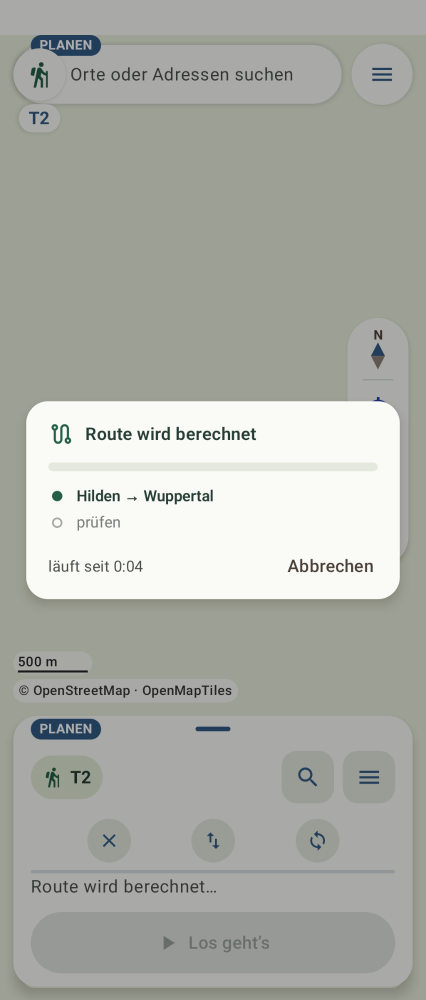 PLANEN
Orte oder Adressen suchen
T2
N
Route wird berechnet
Hilden → Wuppertal
prüfen
läuft seit 0:04
Abbrechen
500 m
© OpenStreetMap · OpenMapTiles
PLANEN
T2
Route wird berechnet…
Los geht's